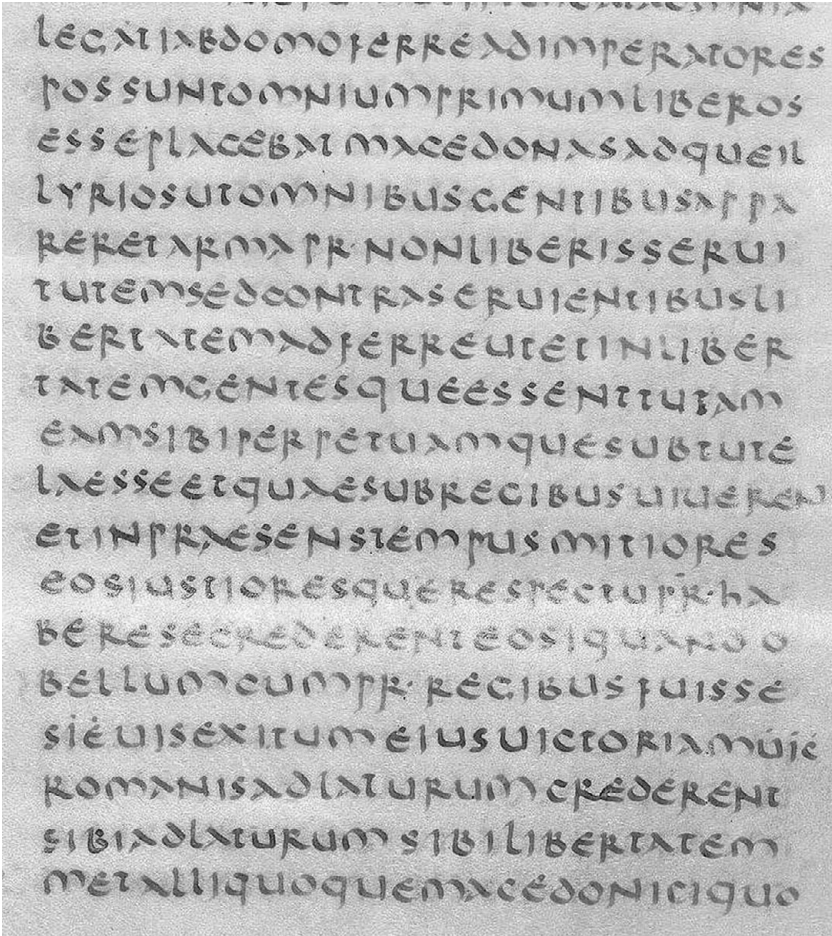 LEGATIABDOMOFERREADIMPERATORES
POSSUNTOMNIUMPRIMUMLIBEROS
ESSEPLACEBATMACEDONASADQUEIL
LYRIOSUTOMNIBUSGENTIBUSAPPA
RERETARMAPR·NONLIBERISSERUI
TUTEMSEDCONTRASERUIENTIBUSLI
BERTATEMADFERREUTETINLIBER
TATEMGENTESQUEESSENTTUTAM
EAMSIBIPERPETUAMQUESUBTUTE
LAESSEETQUAESUBREGIBUSUIUEREN
ETINPRAESENSTEMPUSMITIORES
EOSIUSTIORESQUERESPECTUPR·HA
BERESECREDERENTEOSIQUANDO
BELLUMCUMPR·REGIBUSFUISSE
SIEUISEXITUMEIUSUICTORIAMUIE
ROMANISADLATURUMCREDERENT
SIBIADLATURUMSIBILIBERTATEM
METALLIQUOQUEMACEDONICIQUO